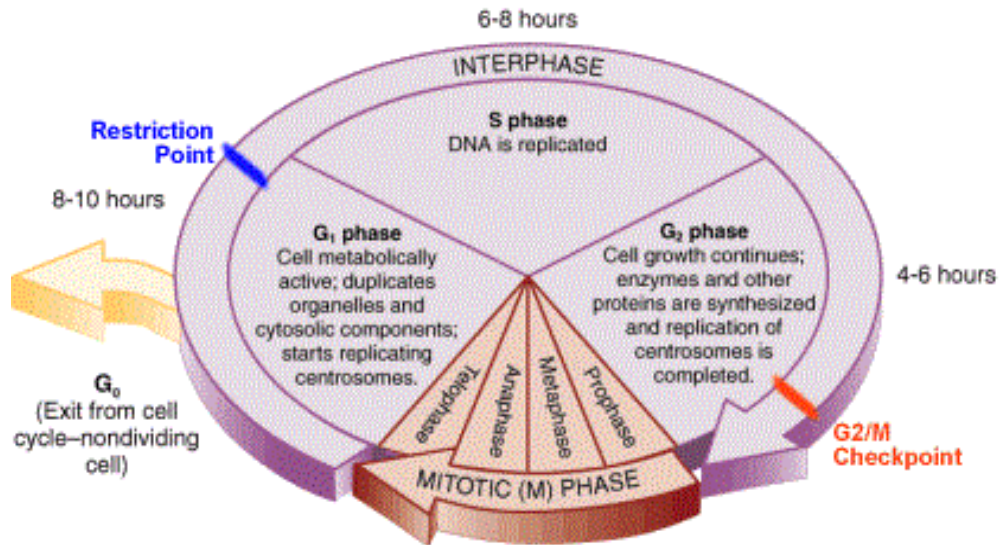 6-8 hours
INTERPHASE
Restriction
Point
S phase
DNA is replicated
8-10 hours
G₁ phase
Cell metabolically
active; duplicates
organelles and
cytosolic components;
starts replicating
centrosomes.
G₂ phase
Cell growth continues;
enzymes and other
proteins are synthesized
and replication of
centrosomes is
completed.
4-6 hours
G₀
(Exit from cell
cycle–nondividing
cell)
Telophase
Anaphase
Metaphase
Prophase
G2/M
Checkpoint
MITOTIC (M) PHASE